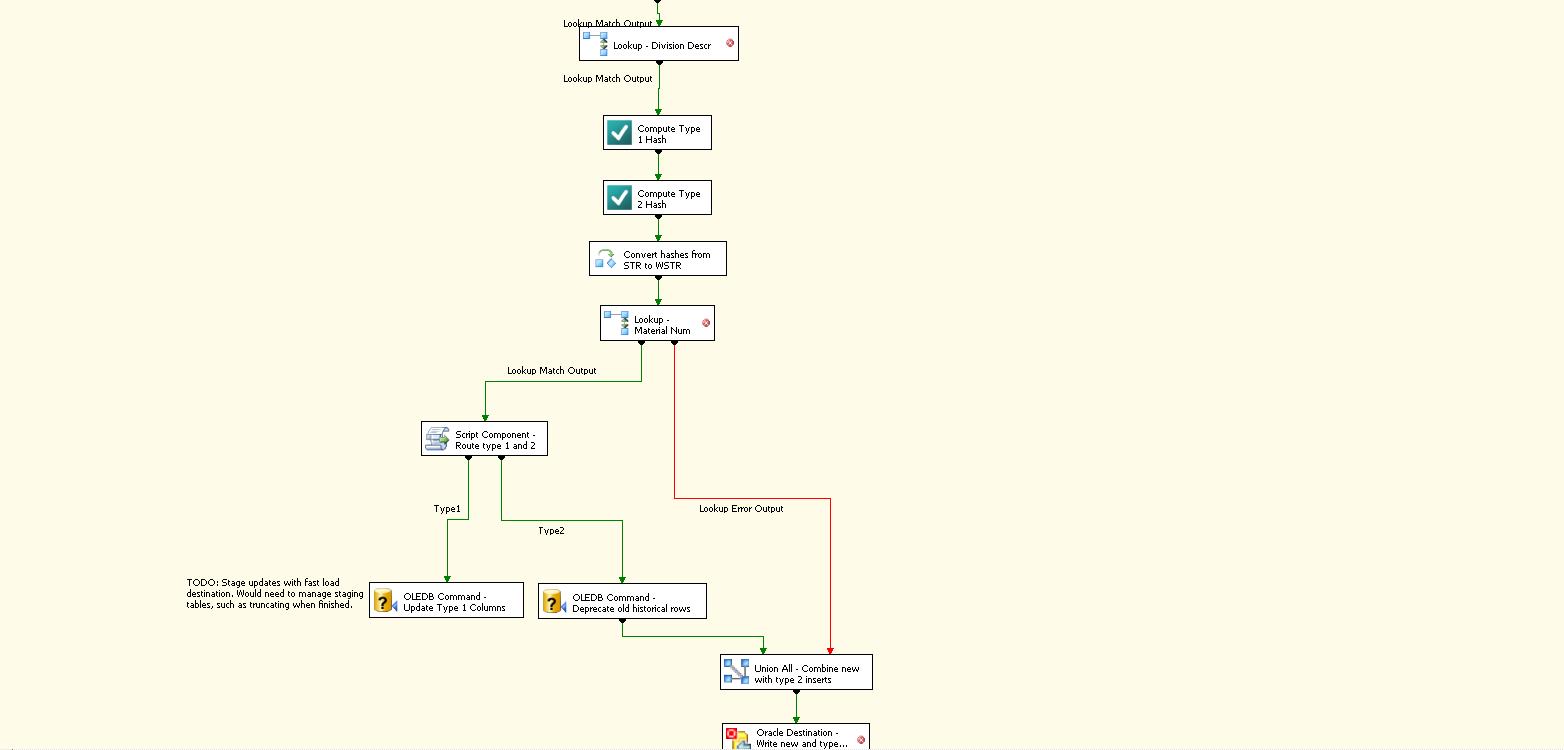 Lookup Match Output
Lookup - Division Descr
Lookup Match Output
Compute Type
1 Hash
Compute Type
2 Hash
Convert hashes from
STR to WSTR
Lookup -
Material Num
Lookup Match Output
Script Component -
Route type 1 and 2
Type1
Lookup Error Output
Type2
TODO: Stage updates with fast load
destination. Would need to manage staging
tables, such as truncating when finished.
OLEDB Command -
Update Type 1 Columns
OLEDB Command -
Deprecate old historical rows
Union All - Combine new
with type 2 inserts
Oracle Destination -
Write new and type...